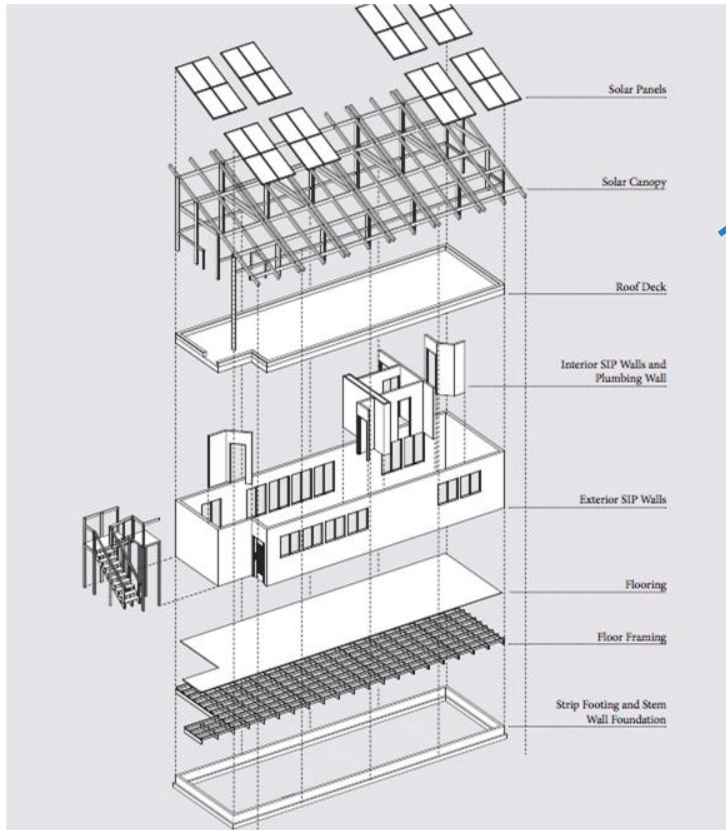 Solar Panels
Solar Canopy
Roof Deck
Interior SIP Walls and
Plumbing Wall
Exterior SIP Walls
Flooring
Floor Framing
Strip Footing and Stem
Wall Foundation